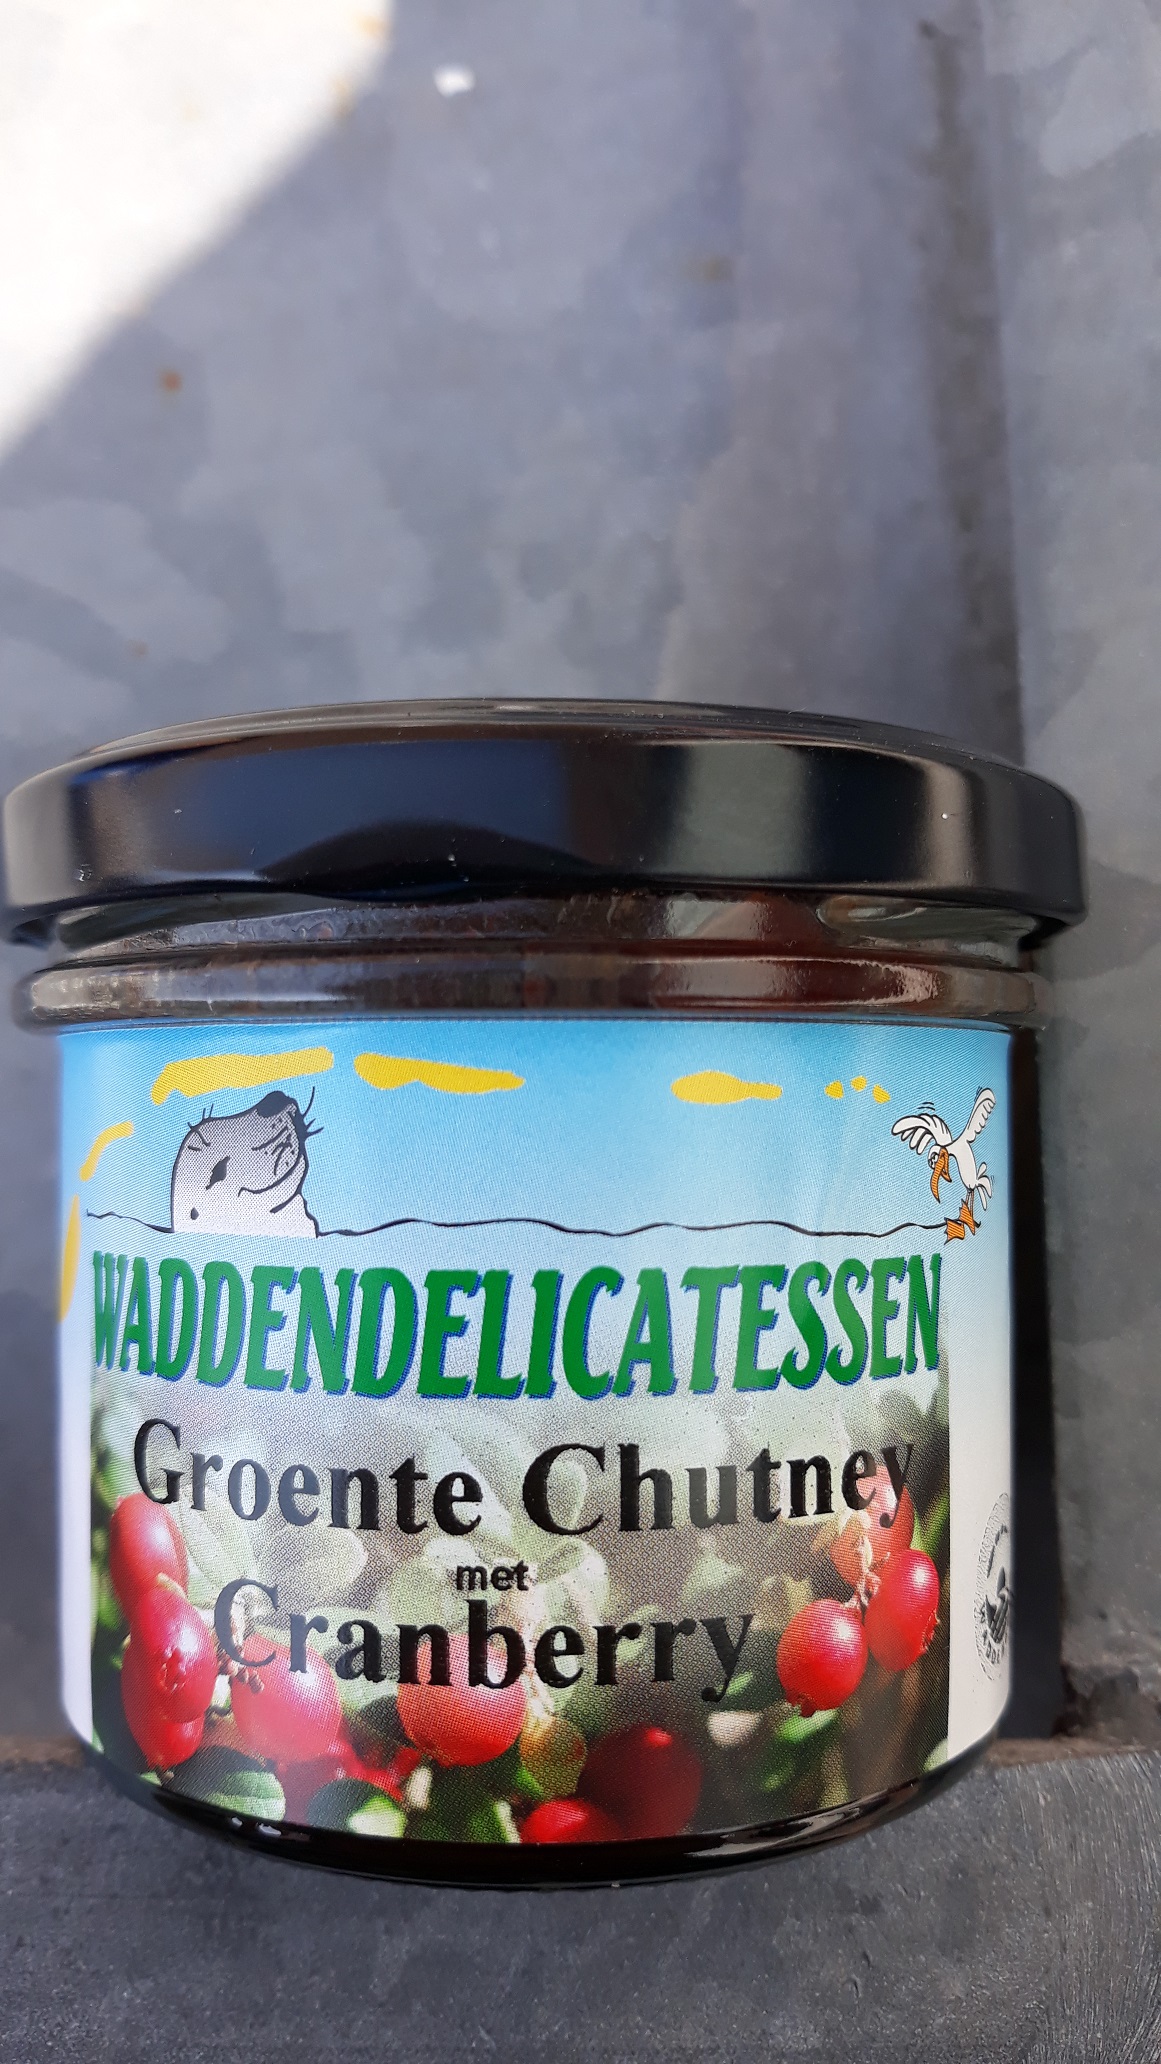 WADDENDELICATESSEN
Groente Chutney
met
Cranberry